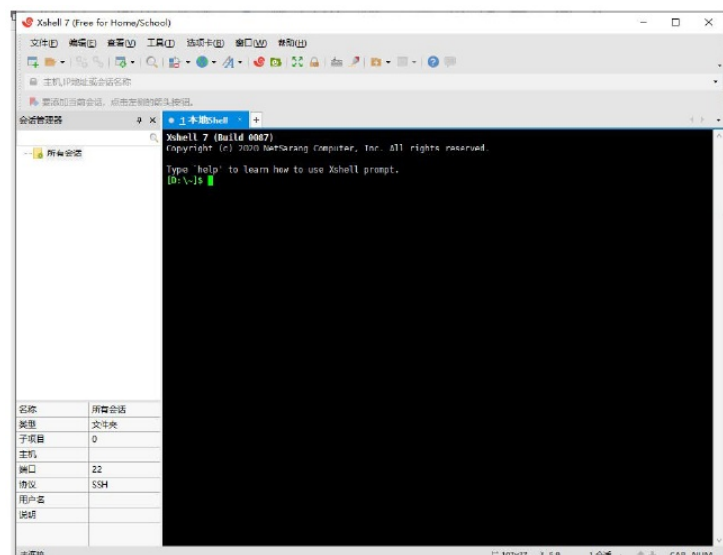 Xshell 7 (Free for Home/School)
文件(F) 编辑(E) 查看(V) 工具(T) 选项卡(B) 窗口(W) 帮助(H)
主机,IP地址或会话名称
要添加当前会话，点击左侧的箭头按钮。
会话管理器
1 本地Shell
所有会话
Xshell 7 (Build 0087)
Copyright (c) 2020 NetSarang Computer, Inc. All rights reserved.
Type `help' to learn how to use Xshell prompt.
[D:\~]$
名称 所有会话
类型 文件夹
子项目 0
主机
端口 22
协议 SSH
用户名
说明